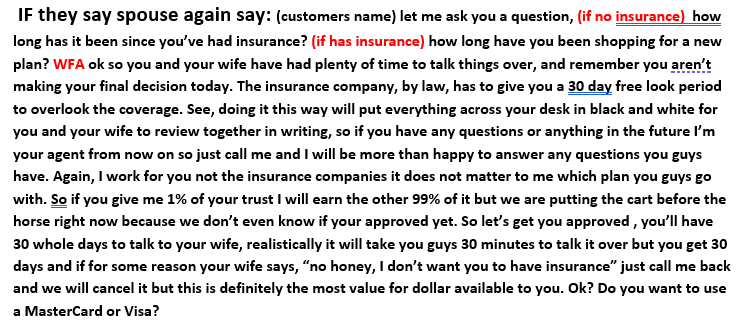 IF they say spouse again say: (customers name) let me ask you a question, (if no insurance) how
long has it been since you've had insurance? (if has insurance) how long have you been shopping for a new
plan? WFA ok so you and your wife have had plenty of time to talk things over, and remember you aren't
making your final decision today. The insurance company, by law, has to give you a 30 day free look period
to overlook the coverage. See, doing it this way will put everything across your desk in black and white for
you and your wife to review together in writing, so if you have any questions or anything in the future I'm
your agent from now on so just call me and I will be more than happy to answer any questions you guys
have. Again, I work for you not the insurance companies it does not matter to me which plan you guys go
with. So if you give me 1% of your trust I will earn the other 99% of it but we are putting the cart before the
horse right now because we don't even know if your approved yet. So let's get you approved , you'll have
30 whole days to talk to your wife, realistically it will take you guys 30 minutes to talk it over but you get 30
days and if for some reason your wife says, "no honey, I don't want you to have insurance" just call me back
and we will cancel it but this is definitely the most value for dollar available to you. Ok? Do you want to use
a MasterCard or Visa?